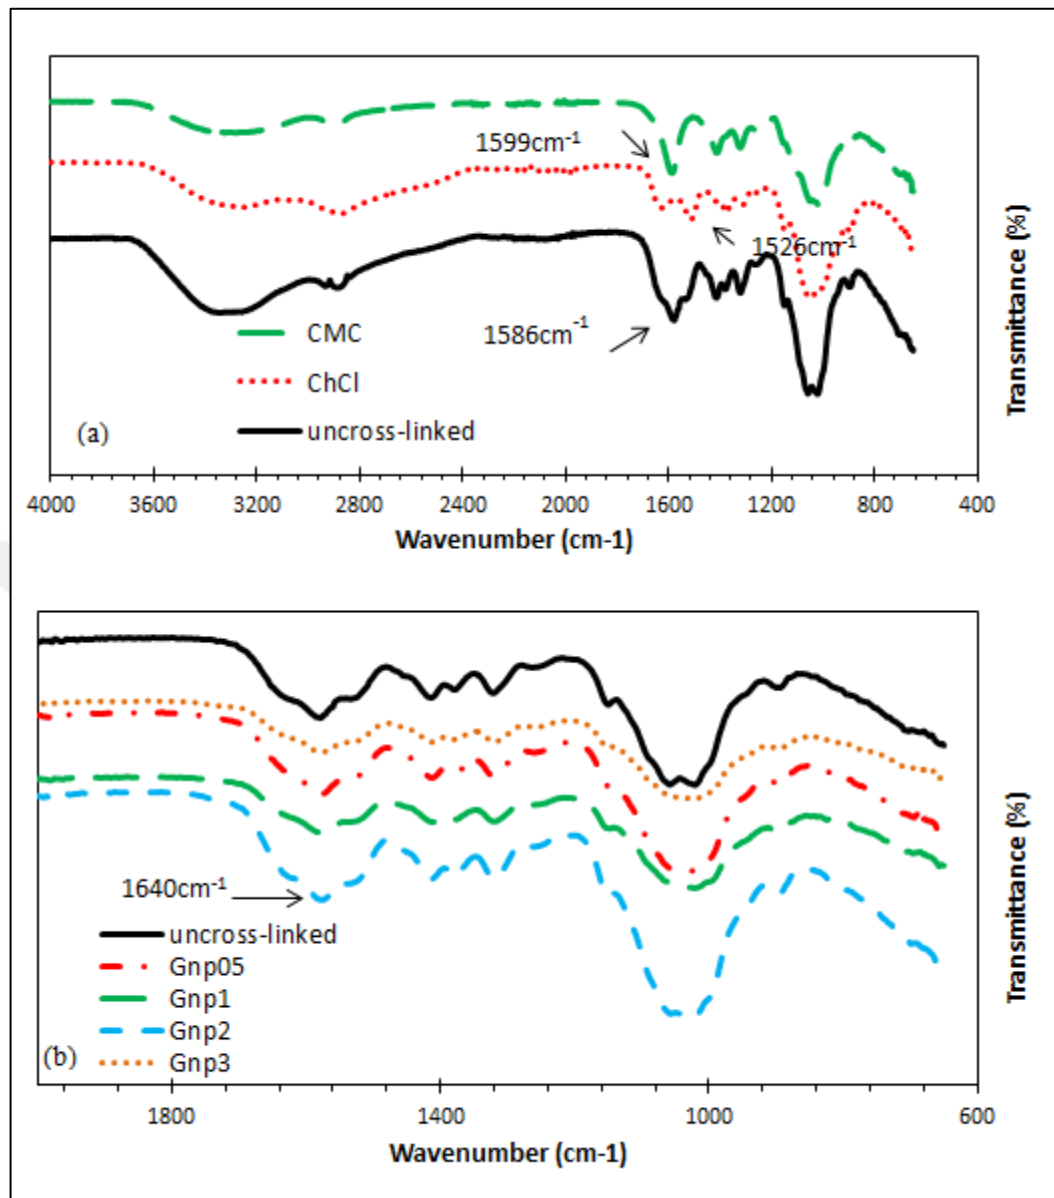 1599cm-1
1526cm-1
1586cm-1
CMC
ChCl
uncross-linked
(a)
Transmittance (%)
4000 3600 3200 2800 2400 2000 1600 1200 800 400
Wavenumber (cm-1)
1640cm-1
uncross-linked
Gnp05
Gnp1
Gnp2
Gnp3
(b)
Transmittance (%)
1800 1400 1000 600
Wavenumber (cm-1)